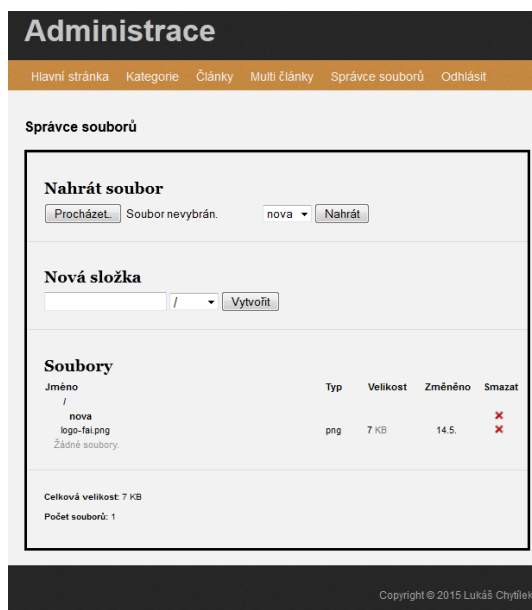 Administrace
Hlavní stránka Kategorie Články Multi články Správce souborů Odhlásit
Správce souborů
Nahrát soubor
Procházet.. Soubor nevybrán. nova Nahrát
Nová složka
/ Vytvořit
Soubory
Jméno Typ Velikost Změněno Smazat
/
nova
logo-fai.png png 7 KB 14.5.
Žádné soubory.
Celková velikost: 7 KB
Počet souborů: 1
Copyright © 2015 Lukáš Chytílek